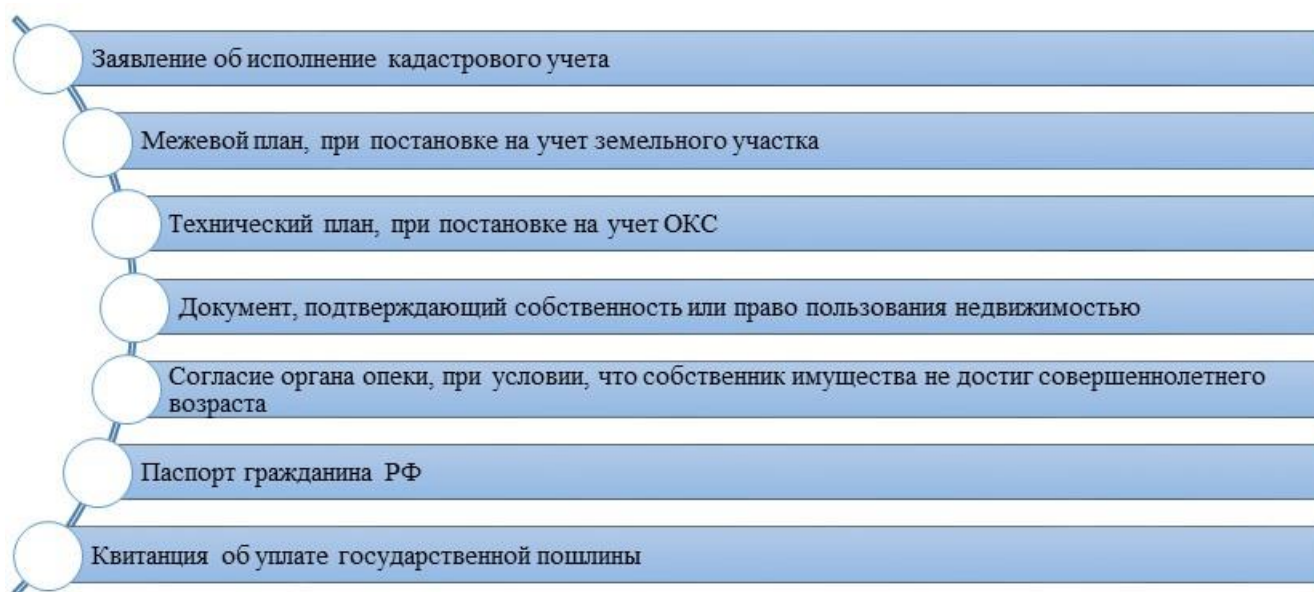 Заявление об исполнение кадастрового учета
Межевой план, при постановке на учет земельного участка
Технический план, при постановке на учет ОКС
Документ, подтверждающий собственность или право пользования недвижимостью
Согласие органа опеки, при условии, что собственник имущества не достиг совершеннолетнего
возраста
Паспорт гражданина РФ
Квитанция об уплате государственной пошлины